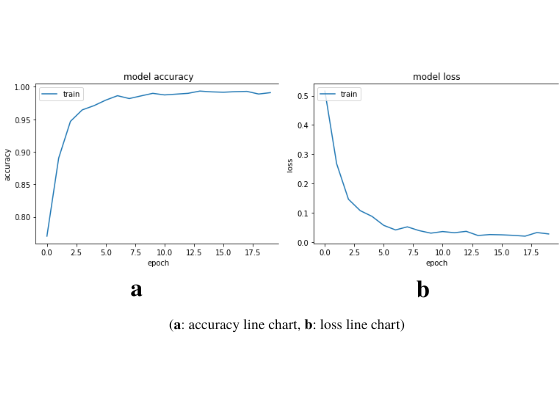 model accuracy
train
1.00
0.95
0.90
0.85
0.80
accuracy
0.0 2.5 5.0 7.5 10.0 12.5 15.0 17.5
epoch
a
model loss
train
0.5
0.4
0.3
0.2
0.1
0.0
loss
0.0 2.5 5.0 7.5 10.0 12.5 15.0 17.5
epoch
b
(a: accuracy line chart, b: loss line chart)